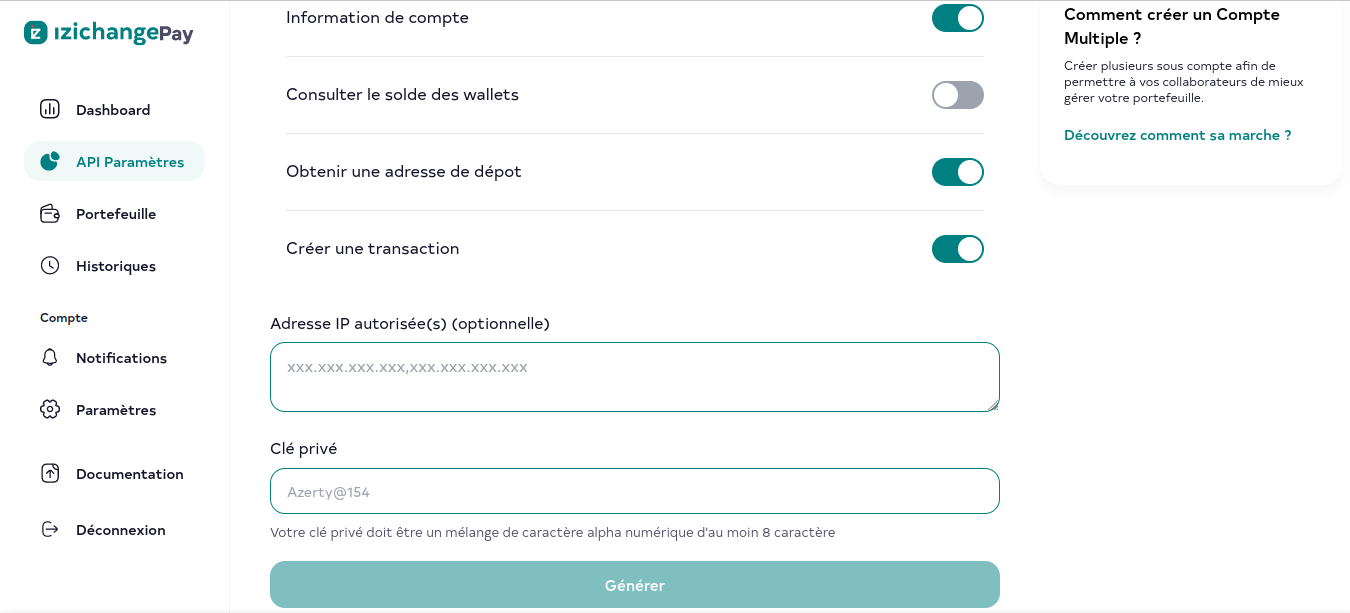 ızichangePay
Dashboard
API Paramètres
Portefeuille
Historiques
Compte
Notifications
Paramètres
Documentation
Déconnexion
Information de compte
Consulter le solde des wallets
Obtenir une adresse de dépot
Créer une transaction
Adresse IP autorisée(s) (optionnelle)
xxx.xxx.xxx.xxx,xxx.xxx.xxx.xxx
Clé privé
Azerty@154
Votre clé privé doit être un mélange de caractère alpha numérique d'au moin 8 caractère
Générer
Comment créer un Compte
Multiple ?
Créer plusieurs sous compte afin de
permettre à vos collaborateurs de mieux
gérer votre portefeuille.
Découvrez comment sa marche ?